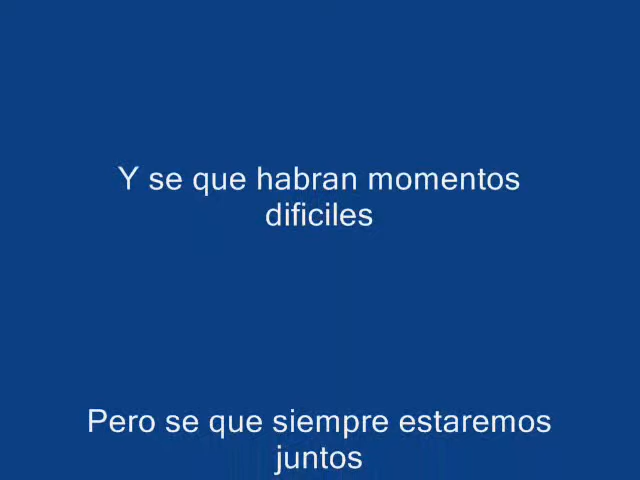 Y se que habran momentos
dificiles
Pero se que siempre estaremos
juntos